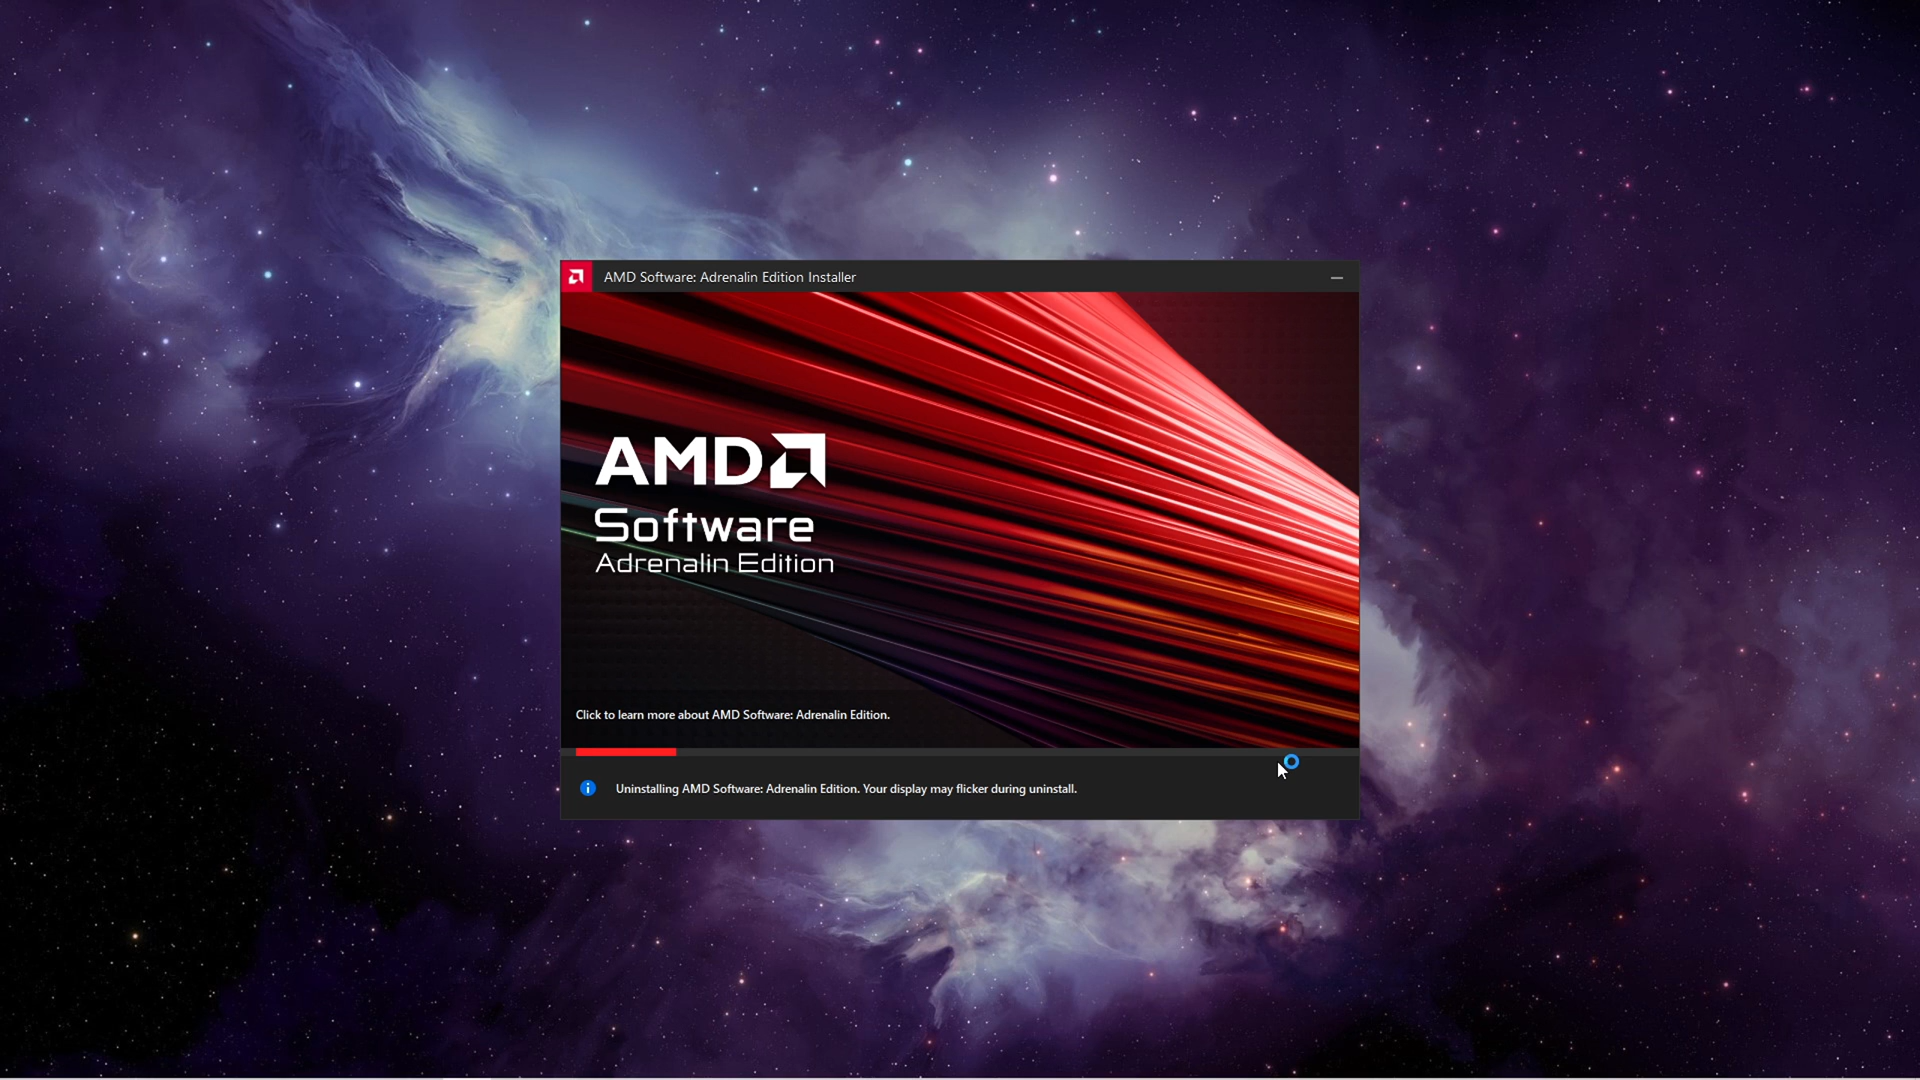 AMD Software: Adrenalin Edition Installer
AMD
Software
Adrenalin Edition
Click to learn more about AMD Software: Adrenalin Edition.
Uninstalling AMD Software: Adrenalin Edition. Your display may flicker during uninstall.